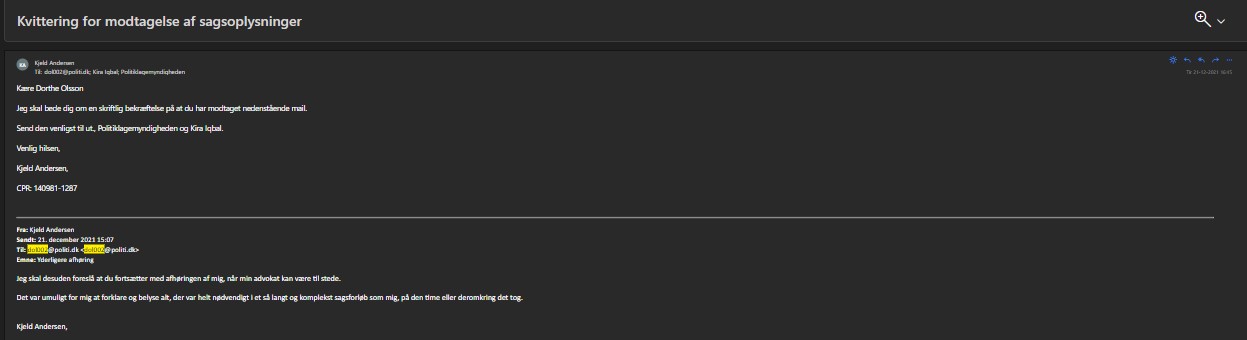 Kvittering for modtagelse af sagsoplysninger
KA
Kjeld Andersen
Til: dol002@politi.dk; Kira Iqbal; Politiklagemyndigheden
Ti 21-12-2021 16:05
Kære Dorthe Olsson
Jeg skal bede dig om en skriftlig bekræftelse på at du har modtaget nedenstående mail.
Send den venligst til ut., Politiklagemyndigheden og Kira Iqbal.
Venlig hilsen,
Kjeld Andersen,
CPR: 140981-1287
Fra: Kjeld Andersen
Sendt: 21. december 2021 15:07
Til: dol002@politi.dk <dol002@politi.dk>
Emne: Yderligere afhøring
Jeg skal desuden foreslå at du fortsætter med afhøringen af mig, når min advokat kan være til stede.
Det var umuligt for mig at forklare og belyse alt, der var helt nødvendigt i et så langt og komplekst sagsforløb som mig, på den time eller deromkring det tog.
Kjeld Andersen,